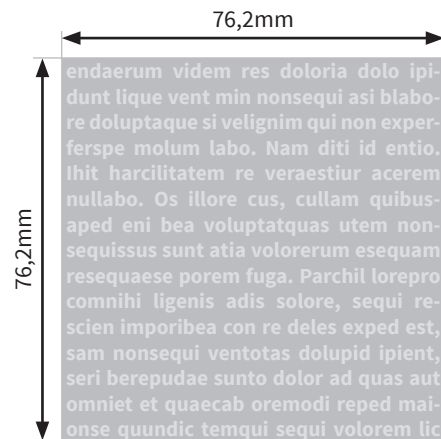 76,2mm
76,2mm
endaerum videm res doloria dolo ipi-
dunt lique vent min nonsequi asi blabo-
re doluptaque si velignim qui non exper-
ferspe molum labo. Nam diti id entio.
Ihit harcilitatem re veraestiur acerem
nullabo. Os illore cus, cullam quibus-
aped eni bea voluptatquas utem non-
sequissus sunt atia volorerum esequam
resequaese porem fuga. Parchil lorepro
comnihi ligenis adis solore, sequi re-
scien imporibea con re deles exped est,
sam nonsequi ventotas dolupid ipient,
seri berepudae sunto dolor ad quas aut
omniet et quaecab oremodi reped mai-
onse quundic temqui sequi volorem lic